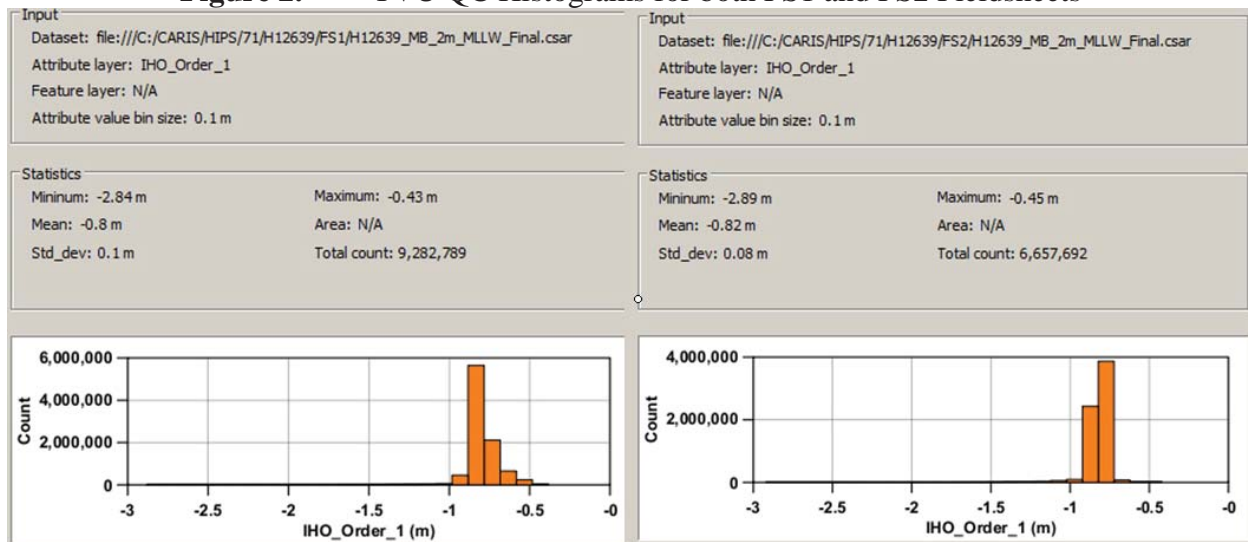 Figure 2. QC Histograms for both FS1 and FS2 Fieldsheets
Input
Dataset: file:///C:/CARIS/HIPS/71/H12639/FS1/H12639_MB_2m_MLLW_Final.csar
Attribute layer: IHO_Order_1
Feature layer: N/A
Attribute value bin size: 0.1 m
Statistics
Mininum: -2.84 m Maximum: -0.43 m
Mean: -0.8 m Area: N/A
Std_dev: 0.1 m Total count: 9,282,789
6,000,000
4,000,000
2,000,000
0
Count
-3 -2.5 -2 -1.5 -1 -0.5 -0
IHO_Order_1 (m)
Input
Dataset: file:///C:/CARIS/HIPS/71/H12639/FS2/H12639_MB_2m_MLLW_Final.csar
Attribute layer: IHO_Order_1
Feature layer: N/A
Attribute value bin size: 0.1 m
Statistics
Mininum: -2.89 m Maximum: -0.45 m
Mean: -0.82 m Area: N/A
Std_dev: 0.08 m Total count: 6,657,692
4,000,000
2,000,000
0
Count
-3 -2.5 -2 -1.5 -1 -0.5 -0
IHO_Order_1 (m)